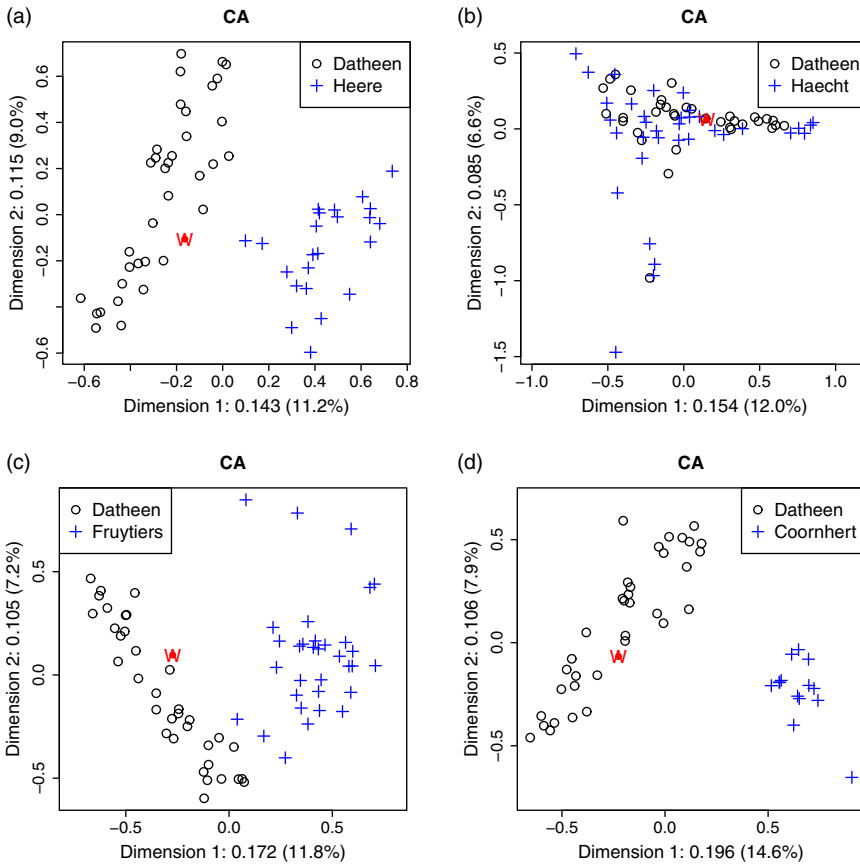 (a)
CA
Datheen
Heere
0.6
0.4
0.2
0.0
−0.2
−0.6
Dimension 2: 0.115 (9.0%)
−0.6
−0.2
0.0
0.2
0.4
0.6
0.8
Dimension 1: 0.143 (11.2%)
W
(b)
CA
Datheen
Haecht
0.5
0.0
−0.5
−1.0
−1.5
Dimension 2: 0.085 (6.6%)
−1.0
−0.5
0.0
0.5
1.0
Dimension 1: 0.154 (12.0%)
W
(c)
CA
Datheen
Fruytiers
0.5
0.0
−0.5
Dimension 2: 0.105 (7.2%)
−0.5
0.0
0.5
Dimension 1: 0.172 (11.8%)
W
(d)
CA
Datheen
Coornhert
0.5
0.0
−0.5
Dimension 2: 0.106 (7.9%)
−0.5
0.0
0.5
Dimension 1: 0.196 (14.6%)
W